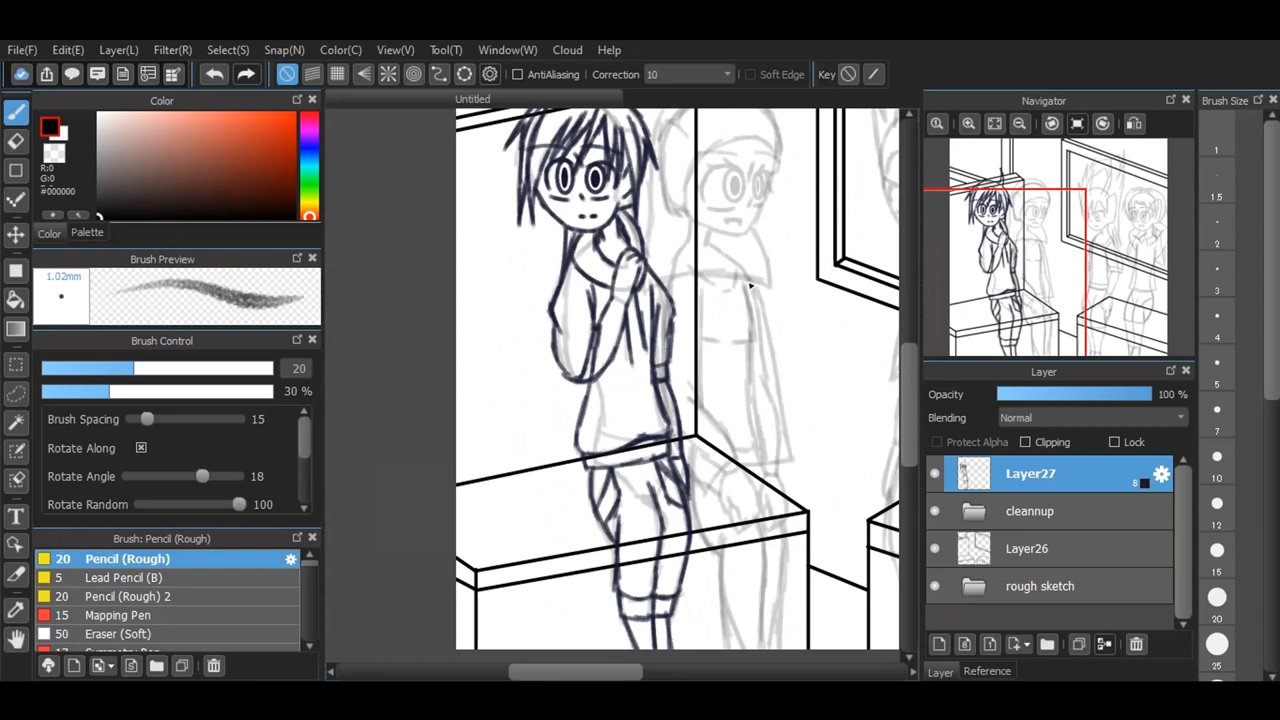 File(F) Edit(E) Layer(L) Filter(R) Select(S) Snap(N) Color(C) View(V) Tool(T) Window(W) Cloud Help
AntiAliasing Correction 10 Soft Edge Key
Color
R:0
G:0
#000000
Color Palette
Brush Preview
1.02mm
Brush Control
20
30 %
Brush Spacing 15
Rotate Along
Rotate Angle 18
Rotate Random 100
Brush: Pencil (Rough)
20 Pencil (Rough)
5 Lead Pencil (B)
20 Pencil (Rough) 2
15 Mapping Pen
50 Eraser (Soft)
Untitled
Navigator
Layer
Opacity 100 %
Blending Normal
Protect Alpha Clipping Lock
Layer27
8
cleannup
Layer26
rough sketch
Layer Reference
Brush Size
1
1.5
2
3
4
5
7
10
12
15
20
25